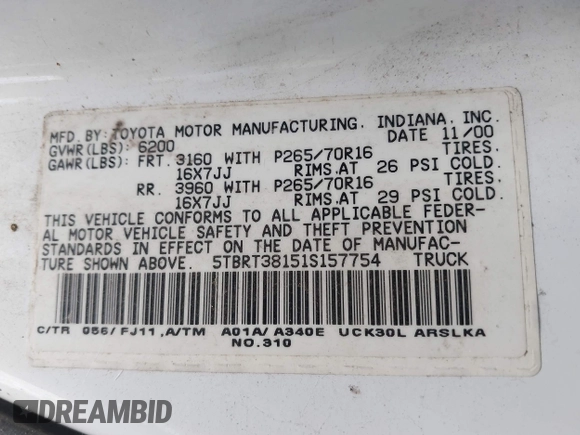 MFD. BY: TOYOTA MOTOR MANUFACTURING. INDIANA, INC.
GVWR(LBS): 6200 DATE 11/00
GAWR(LBS): FRT. 3160 WITH P265/70R16 TIRES.
16X7JJ RIMS.AT 26 PSI COLD.
RR. 3960 WITH P265/70R16 TIRES.
16X7JJ RIMS.AT 29 PSI COLD.
THIS VEHICLE CONFORMS TO ALL APPLICABLE FEDER-
AL MOTOR VEHICLE SAFETY AND THEFT PREVENTION
STANDARDS IN EFFECT ON THE DATE OF MANUFAC-
TURE SHOWN ABOVE. 5TBRT38151S157754 TRUCK
C/TR 056/FJ11,A/TM A01A/A340E UCK30L ARSLKA
NO.310
DREAMBID